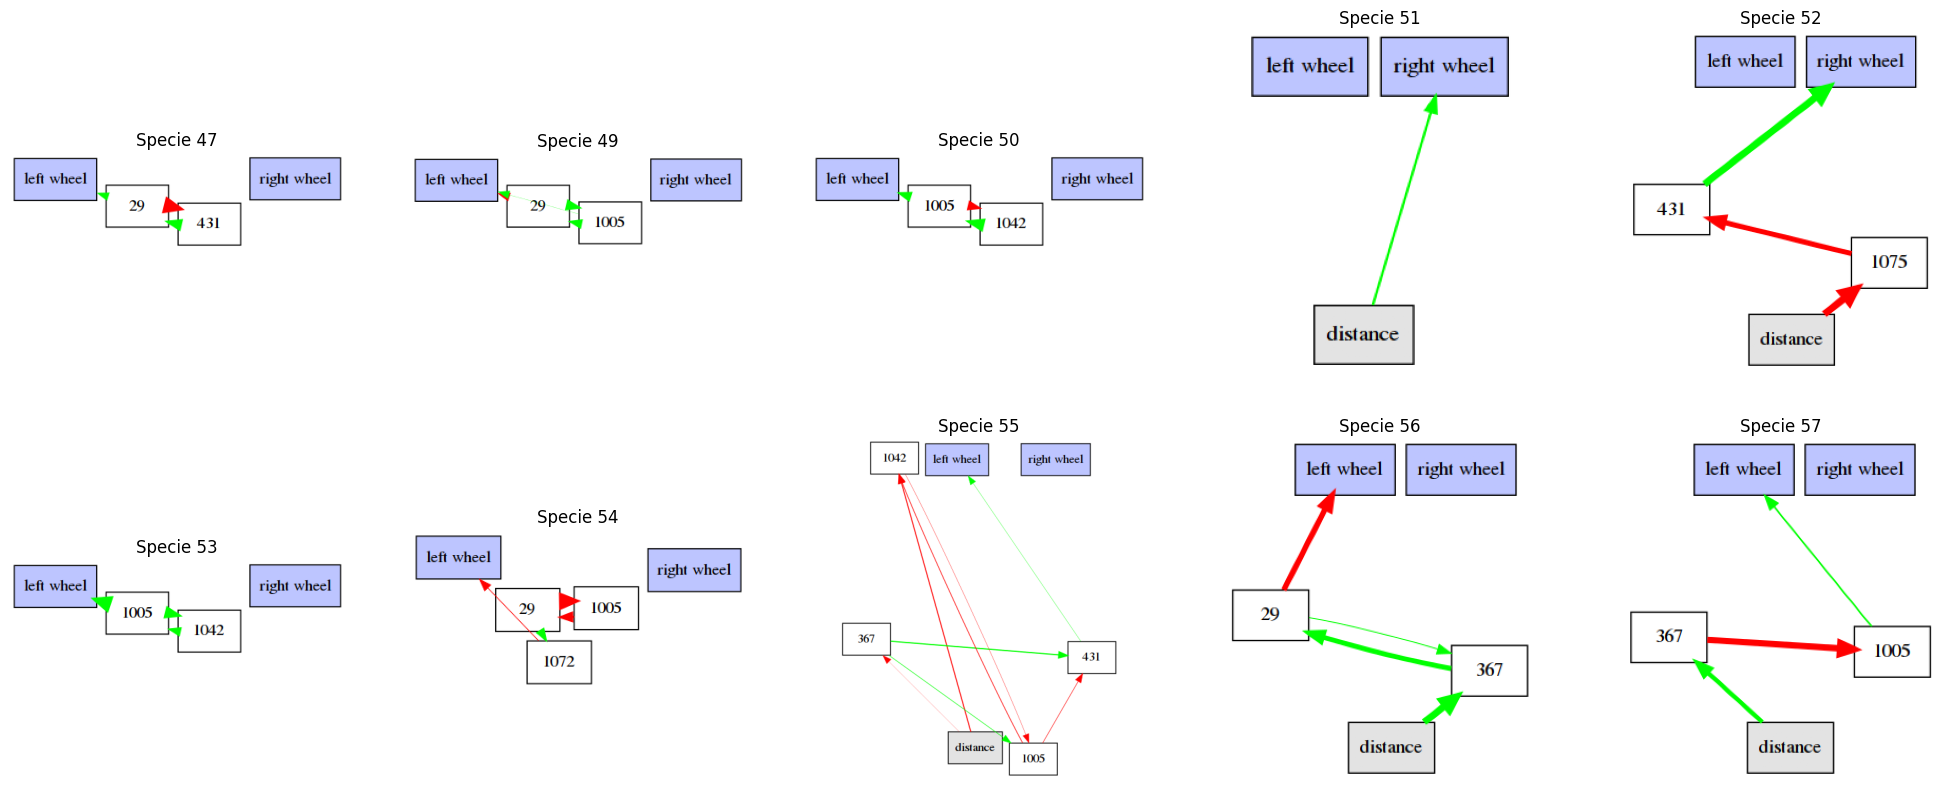 Specie 47
left wheel
right wheel
29
431
Specie 49
left wheel
right wheel
29
1005
Specie 50
left wheel
right wheel
1005
1042
Specie 51
left wheel
right wheel
distance
Specie 52
left wheel
right wheel
431
1075
distance
Specie 53
left wheel
right wheel
1005
1042
Specie 54
left wheel
right wheel
29
1005
1072
Specie 55
1042
left wheel
right wheel
367
431
distance
1005
Specie 56
left wheel
right wheel
29
367
distance
Specie 57
left wheel
right wheel
367
1005
distance